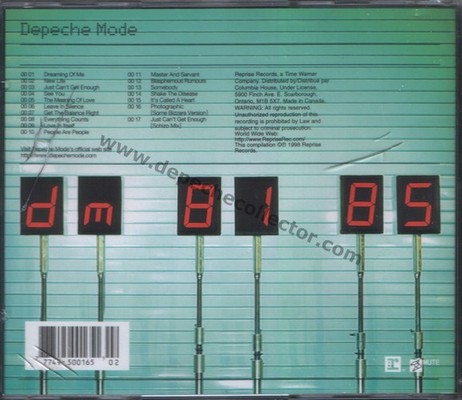 Depeche Mode
00:01 Dreaming Of Me
00:02 New Life
00:03 Just Can't Get Enough
00:04 See You
00:05 The Meaning Of Love
00:06 Leave In Silence
00:07 Get The Balance Right
00:08 Everything Counts
00:09 Love In Itself
00:10 People Are People
Visit Depeche Mode's official web site
http://www.depechemode.com
00:11 Master And Servant
00:12 Blasphemous Rumours
00:13 Somebody
00:14 Shake The Disease
00:15 It's Called A Heart
00:16 Photographic
[Some Bizzare Version]
00:17 Just Can't Get Enough
[Schizo Mix]
Reprise Records, a Time Warner
Company. Distributed/Distribué par
Columbia House, Under License.
5900 Finch Ave. E. Scarborough,
Ontario, M1B 5X7. Made in Canada.
WARNING: All rights reserved.
Unauthorized reproduction of this
recording is prohibited by Law and
subject to criminal prosecution.
World Wide Web:
http://www.RepriseRec.com/
This compilation ℗© 1998 Reprise
Records.
www.depechecollector.com
dm 81 85
500165 02
MUTE